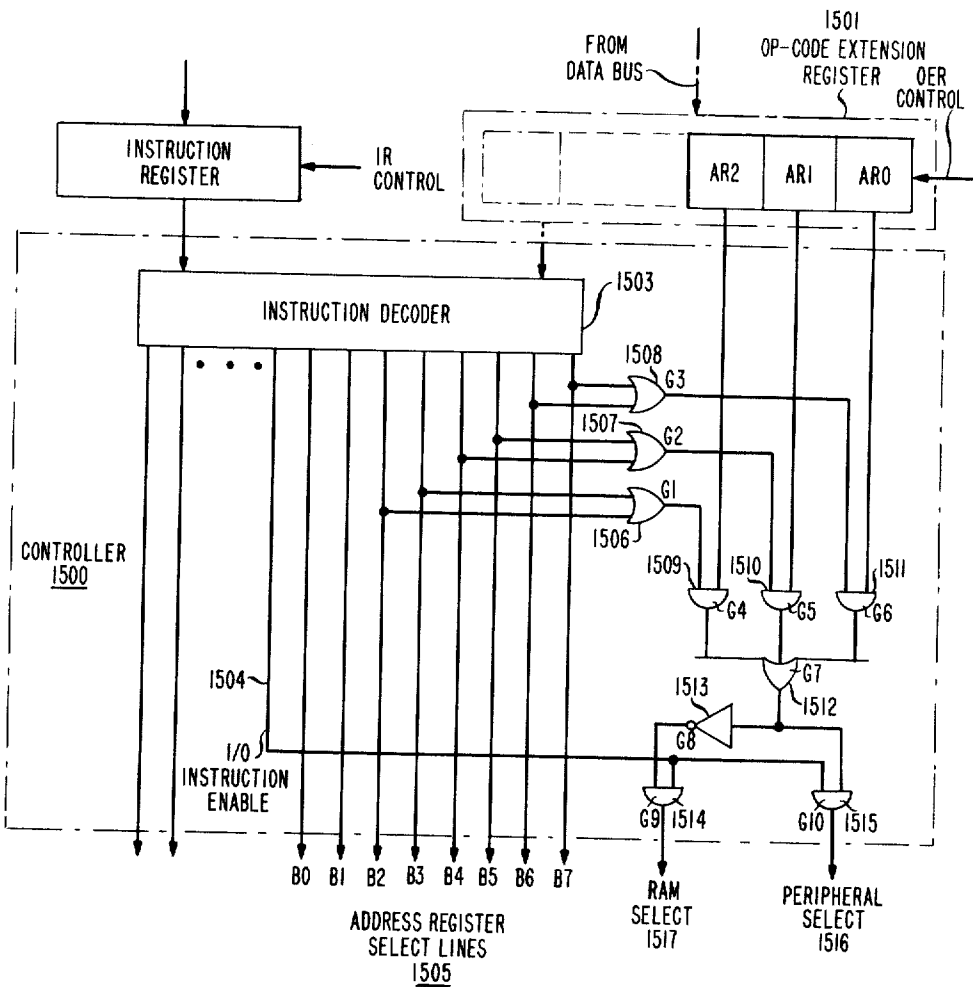 1501
OP-CODE EXTENSION
REGISTER
OER
CONTROL
FROM
DATA BUS
INSTRUCTION
REGISTER
IR
CONTROL
AR2
AR1
AR0
INSTRUCTION DECODER
1503
1508
G3
1507
G2
G1
1506
CONTROLLER
1500
1509
G4
1510
G5
1511
G6
G7
1512
1513
G8
1504
I/O
INSTRUCTION
ENABLE
G9
1514
G10
1515
B0
B1
B2
B3
B4
B5
B6
B7
RAM
SELECT
1517
PERIPHERAL
SELECT
1516
ADDRESS REGISTER
SELECT LINES
1505